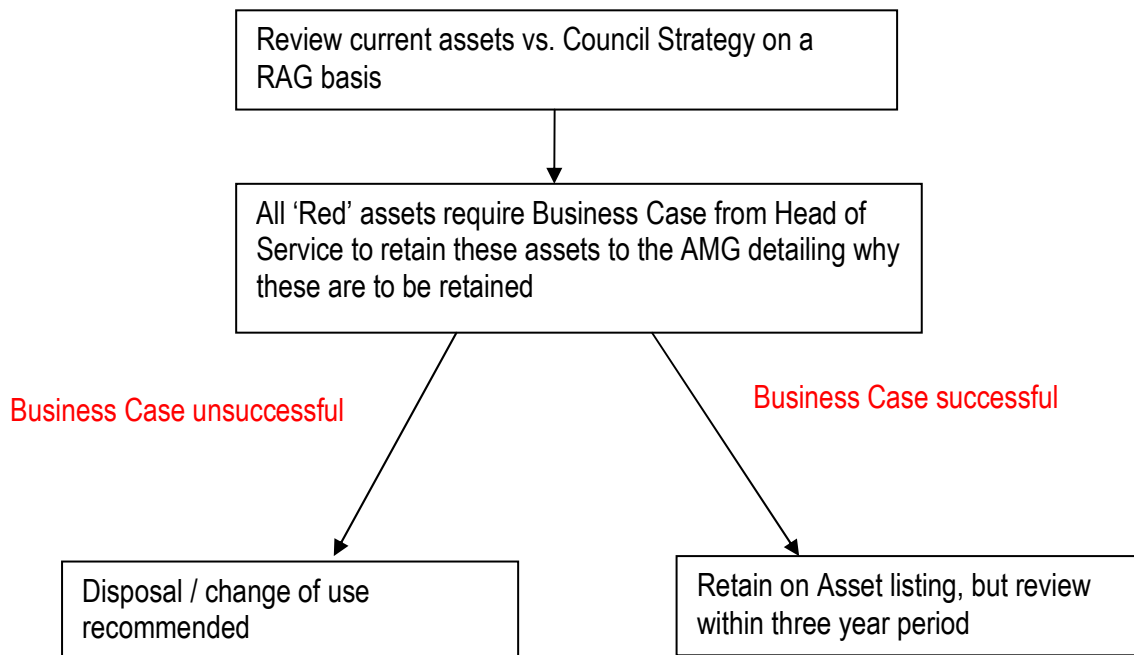 Review current assets vs. Council Strategy on a
RAG basis
All ‘Red’ assets require Business Case from Head of
Service to retain these assets to the AMG detailing why
these are to be retained
Business Case unsuccessful
Business Case successful
Disposal / change of use
recommended
Retain on Asset listing, but review
within three year period